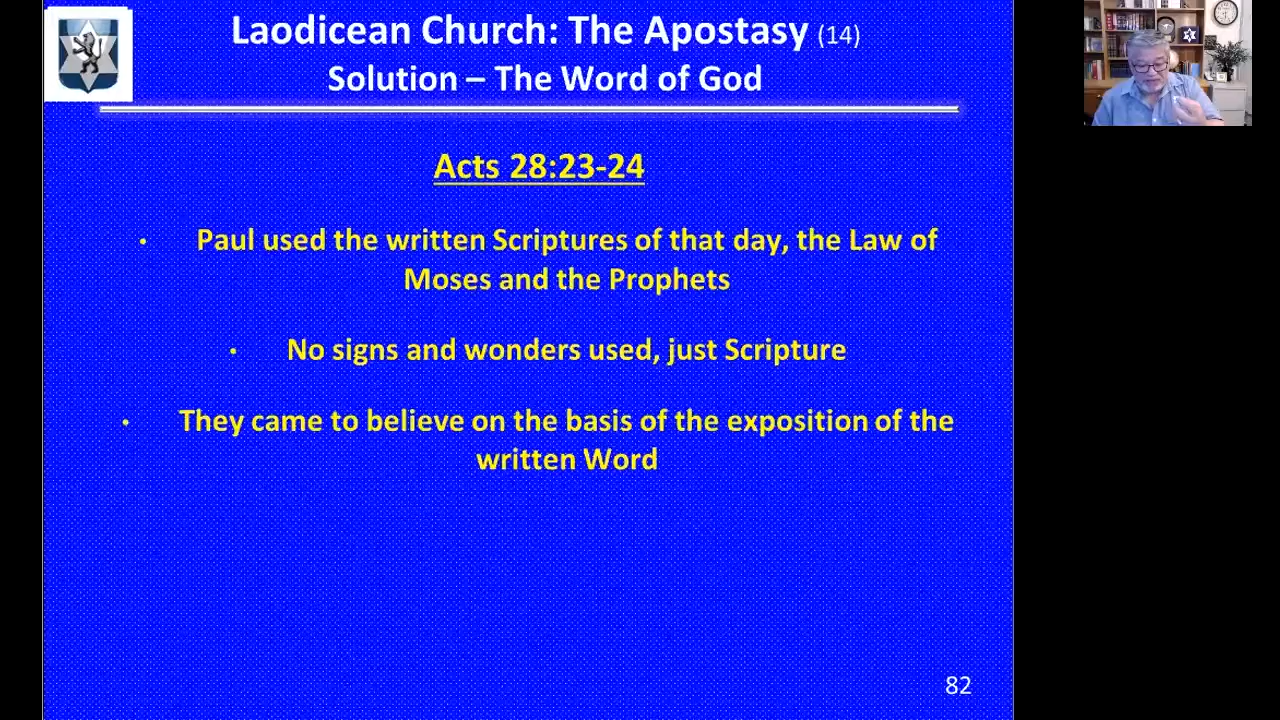 Laodicean Church: The Apostasy (14)
Solution – The Word of God
Acts 28:23-24
• Paul used the written Scriptures of that day, the Law of
Moses and the Prophets
• No signs and wonders used, just Scripture
• They came to believe on the basis of the exposition of the
written Word
82